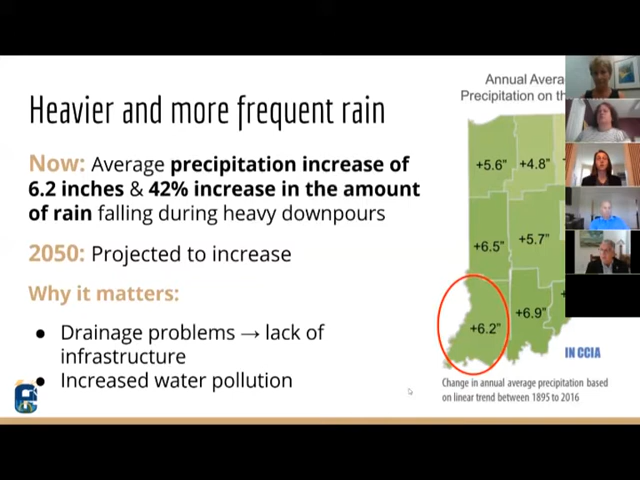 Heavier and more frequent rain
Now: Average precipitation increase of
6.2 inches & 42% increase in the amount
of rain falling during heavy downpours
2050: Projected to increase
Why it matters:
● Drainage problems → lack of
infrastructure
● Increased water pollution
Annual Avera
Precipitation on th
+5.6" +4.8"
+6.5" +5.7"
+6.2" +6.9"
IN CCIA
Change in annual average precipitation based
on linear trend between 1895 to 2016